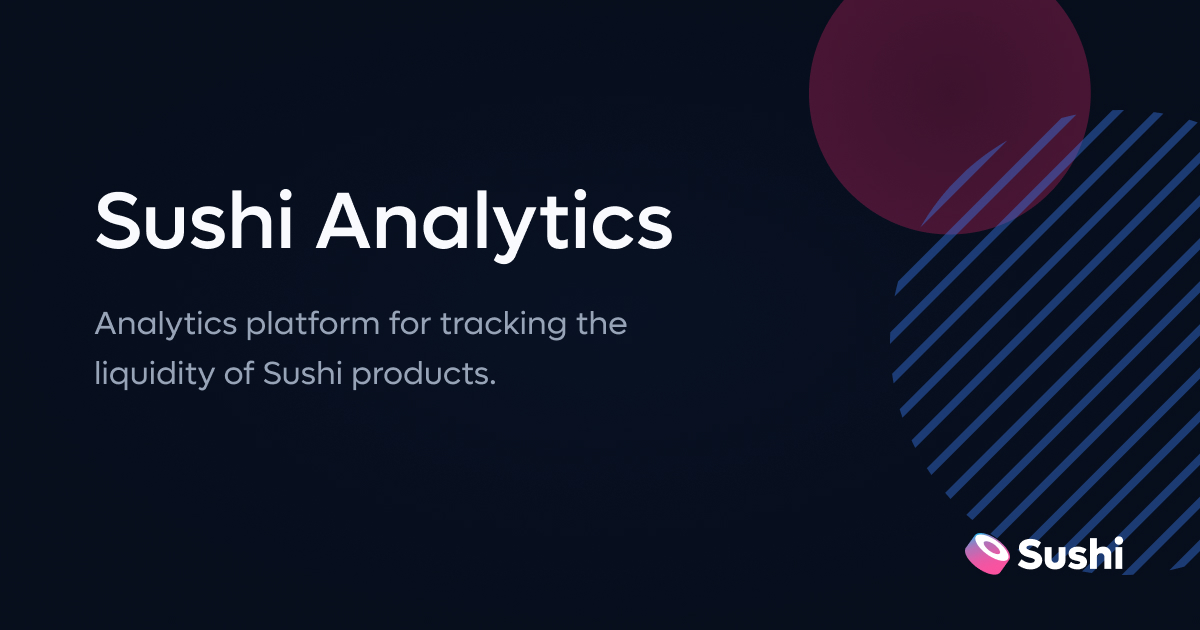 Sushi Analytics
Analytics platform for tracking the
liquidity of Sushi products.
Sushi